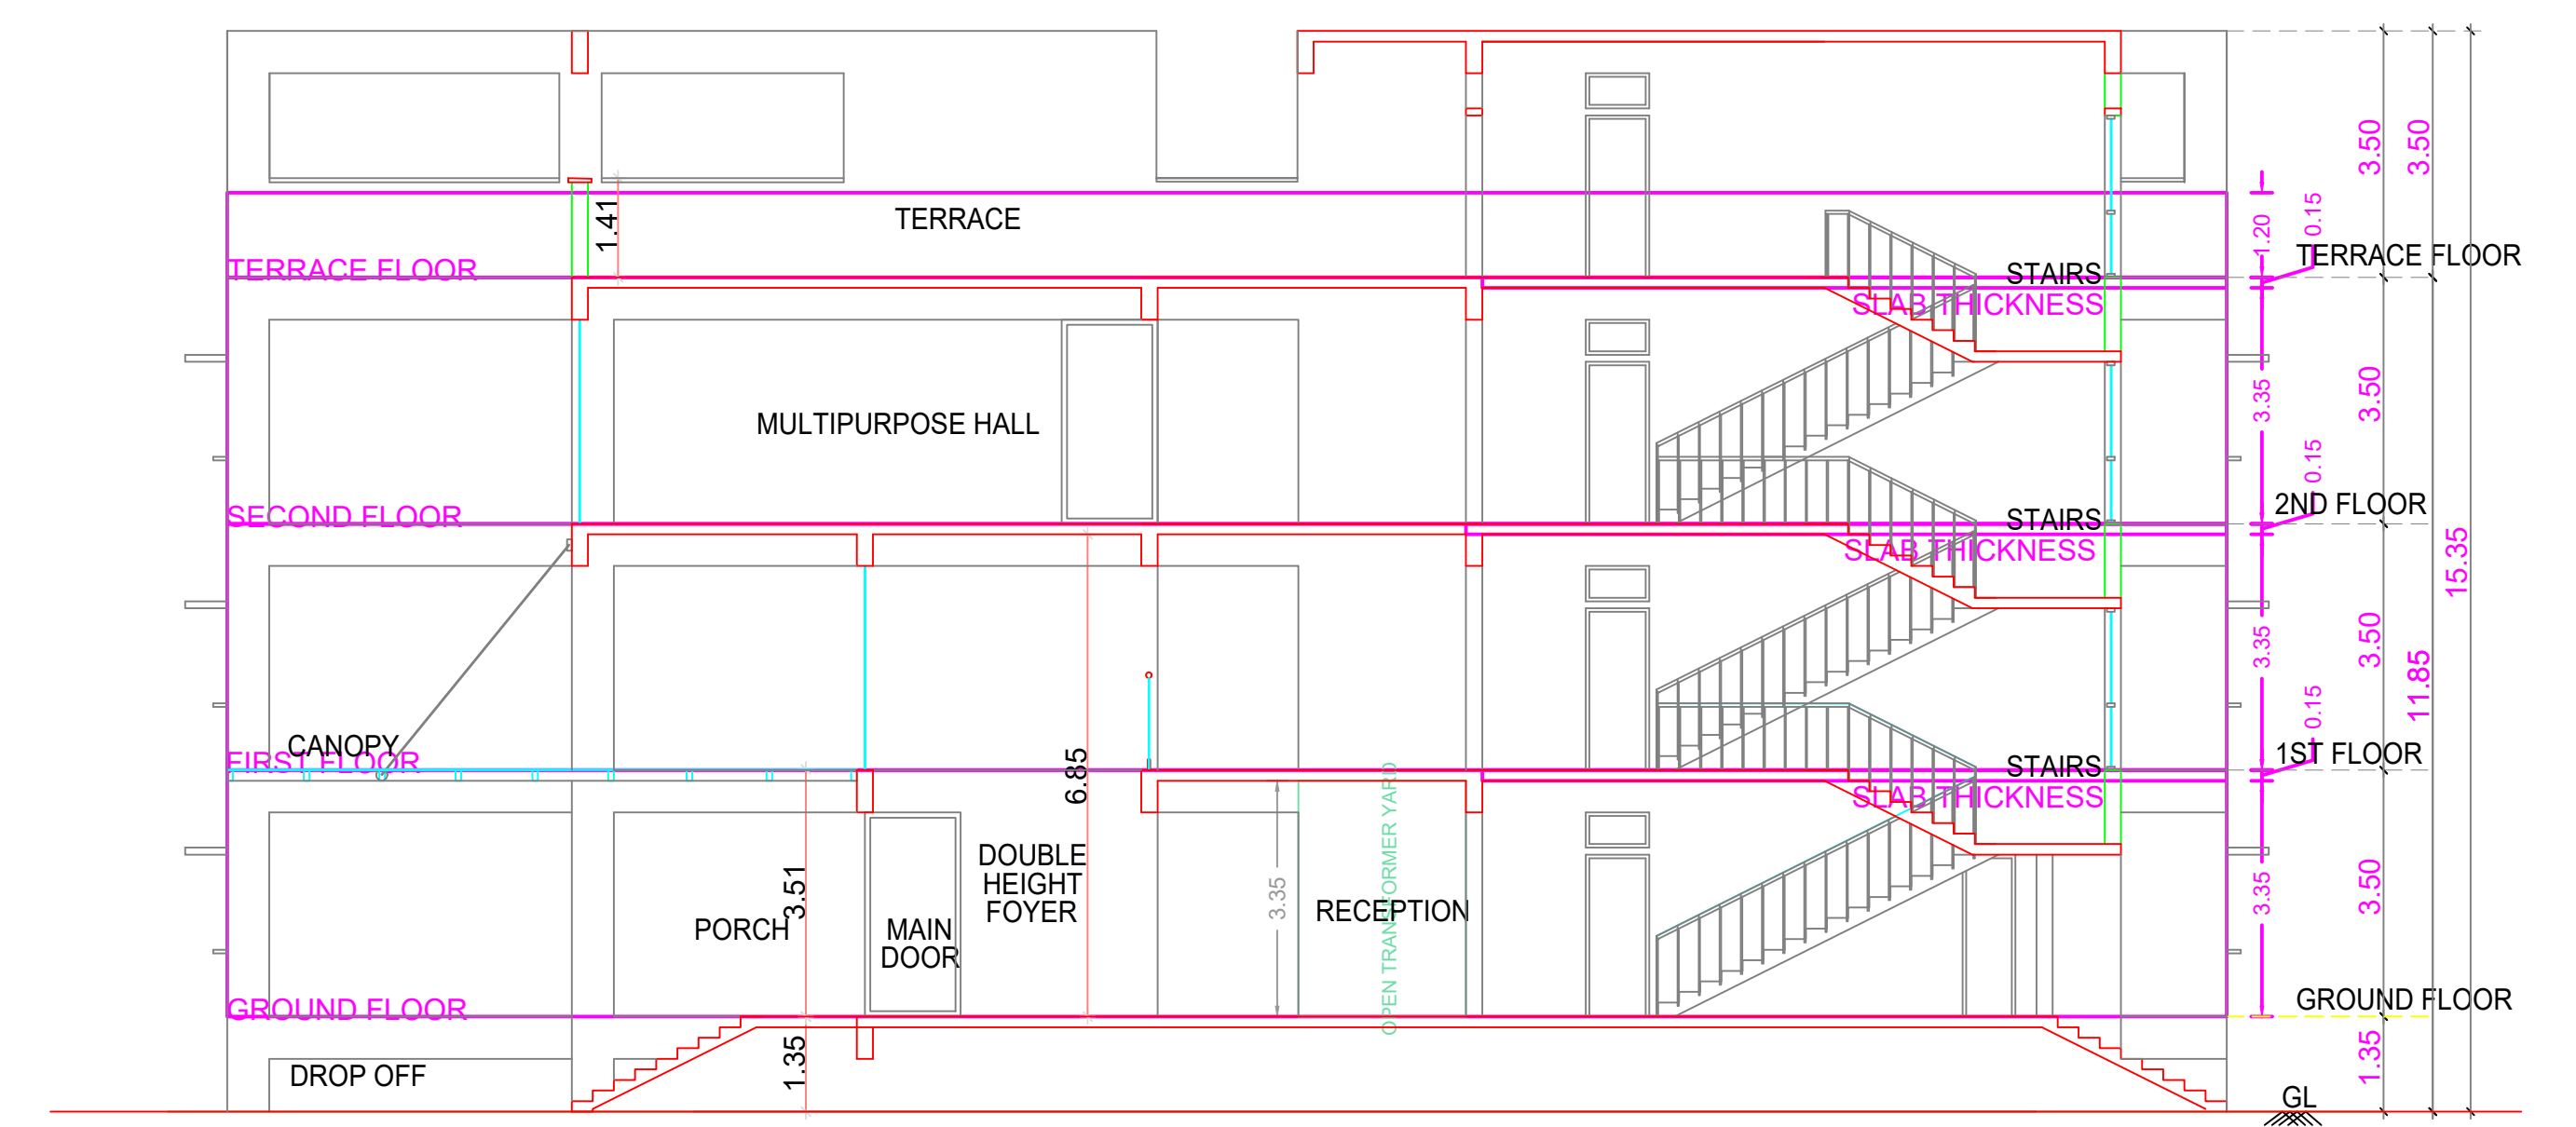 3.50
3.50
1.41
TERRACE
1.20
0.15
TERRACE FLOOR
TERRACE FLOOR
STAIRS
SLAB THICKNESS
MULTIPURPOSE HALL
3.35
3.50
0.15
SECOND FLOOR
2ND FLOOR
STAIRS
SLAB THICKNESS
15.35
3.35
3.50
11.85
0.15
CANOPY
FIRST FLOOR
6.85
1ST FLOOR
STAIRS
SLAB THICKNESS
OPEN TRANSFORMER YARD
DOUBLE
HEIGHT
FOYER
3.51
3.35
RECEPTION
3.35
3.50
PORCH
MAIN
DOOR
GROUND FLOOR
GROUND FLOOR
1.35
1.35
DROP OFF
GL